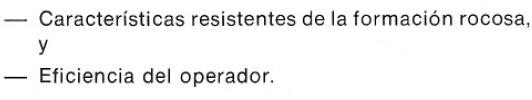 — Características resistentes de la formación rocosa,
y
— Eficiencia del operador.